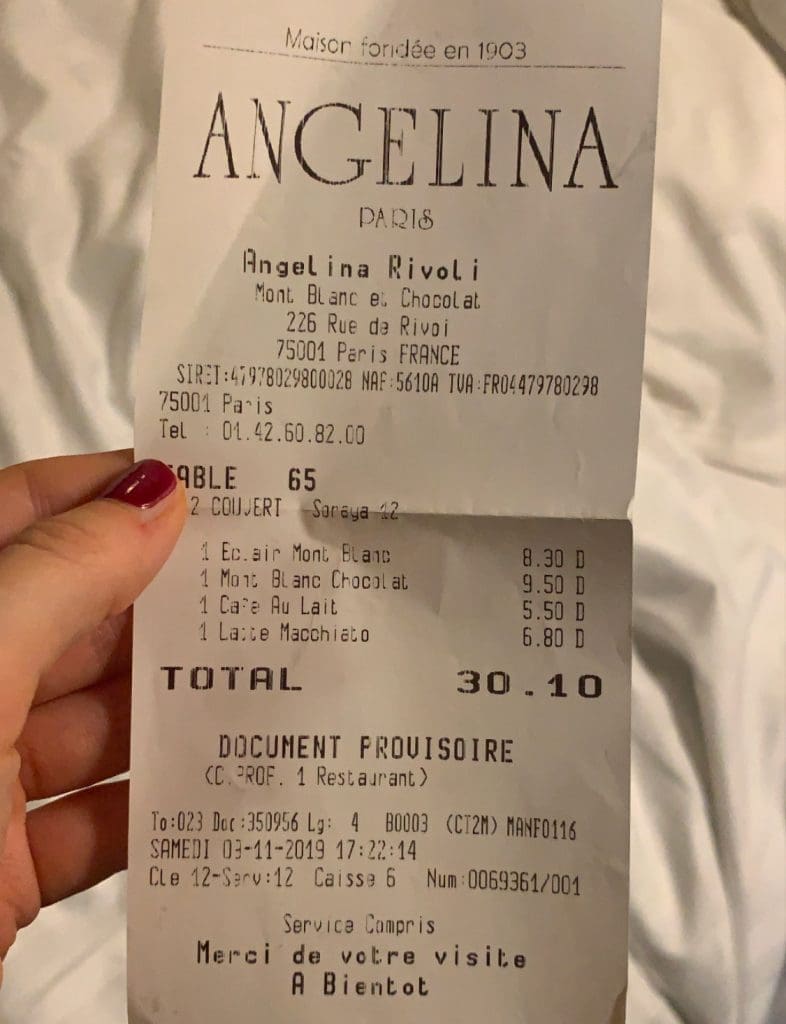 Maison fondée en 1903
ANGELINA
PARIS
Angelina Rivoli
Mont Blanc et Chocolat
226 Rue de Rivoi
75001 Paris FRANCE
SIRET:47978029800028 NAF:5610A TVA:FR04479780298
75001 Paris
Tel : 01.42.60.82.00
TABLE 65
2 COUVERT Soraya 12
1 Eclair Mont Blanc 8.30 D
1 Mont Blanc Chocolat 9.50 D
1 Cafe Au Lait 5.50 D
1 Latte Macchiato 6.80 D
TOTAL 30.10
DOCUMENT PROVISOIRE
(C.PROF. 1 Restaurant)
To:023 Doc:350956 Lg: 4 B0003 (CT2M) MANF0116
SAMEDI 03-11-2019 17:22:14
Cle 12-Serv:12 Caisse 6 Num:0069361/001
Service Compris
Merci de votre visite
A Bientot